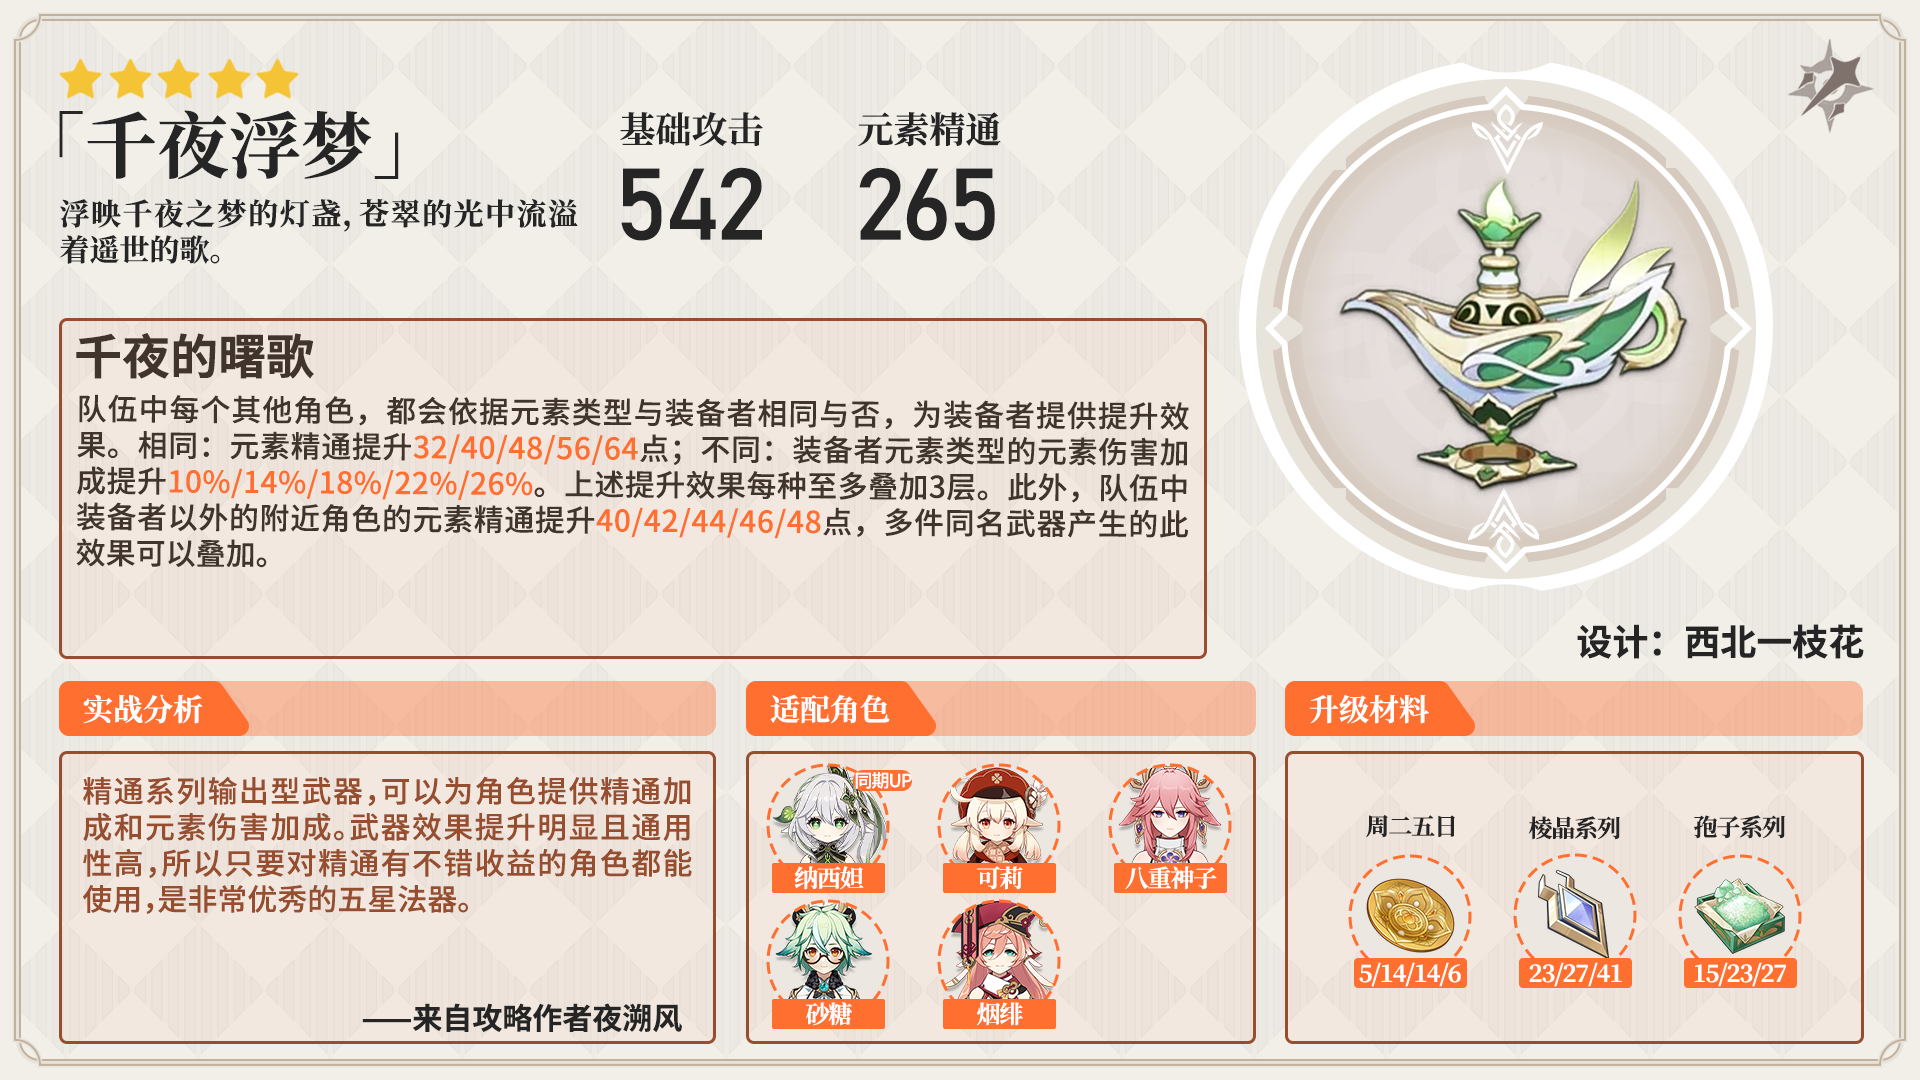 「千夜浮梦」
浮映千夜之梦的灯盏，苍翠的光中流溢
着遥世的歌。
基础攻击
542
元素精通
265
千夜的曙歌
队伍中每个其他角色，都会依据元素类型与装备者相同与否，为装备者提供提升效
果。相同：元素精通提升32/40/48/56/64点；不同：装备者元素类型的元素伤害加
成提升10%/14%/18%/22%/26%。上述提升效果每种至多叠加3层。此外，队伍中
装备者以外的附近角色的元素精通提升40/42/44/46/48点，多件同名武器产生的此
效果可以叠加。
设计：西北一枝花
实战分析
精通系列输出型武器，可以为角色提供精通加
成和元素伤害加成。武器效果提升明显且通用
性高，所以只要对精通有不错收益的角色都能
使用，是非常优秀的五星法器。
——来自攻略作者夜溯风
适配角色
同期UP
纳西妲
可莉
八重神子
砂糖
烟绯
升级材料
周二五日
棱晶系列
孢子系列
5/14/14/6
23/27/41
15/23/27